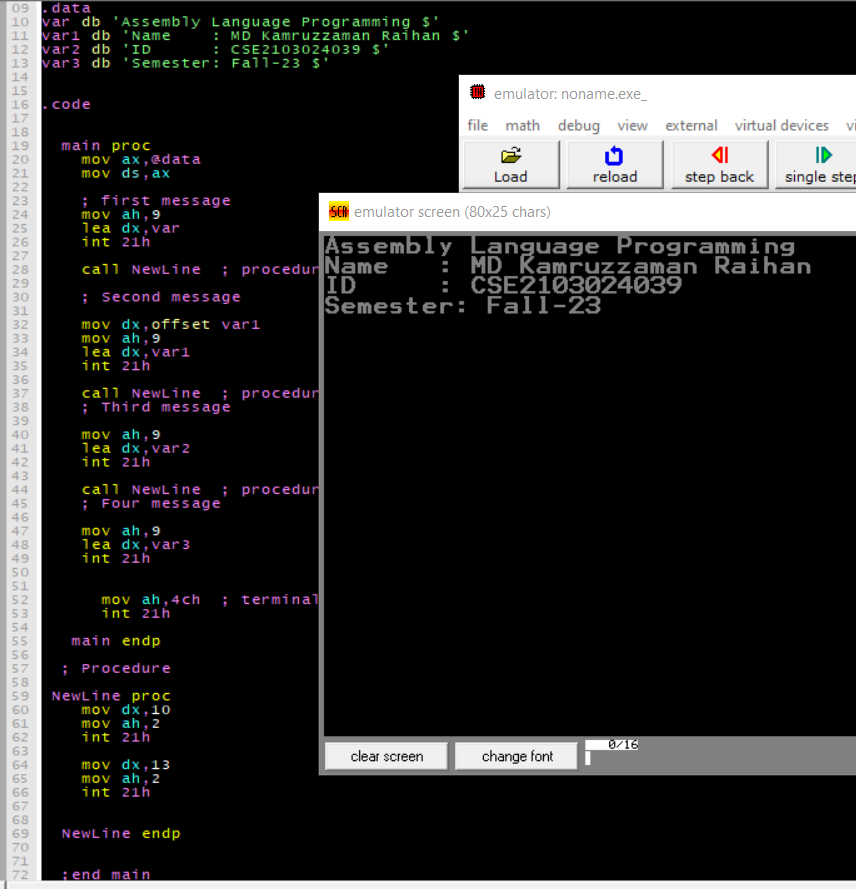 09 .data
10 var db 'Assembly Language Programming $'
11 var1 db 'Name    : MD Kamruzzaman Raihan $'
12 var2 db 'ID      : CSE2103024039 $'
13 var3 db 'Semester: Fall-23 $'
14
15
16 .code
17
18
19 main proc
20 mov ax,@data
21 mov ds,ax
22
23 ; first message
24 mov ah,9
25 lea dx,var
26 int 21h
27
28 call NewLine ; procedur
29
30 ; Second message
31
32 mov dx,offset var1
33 mov ah,9
34 lea dx,var1
35 int 21h
36
37 call NewLine ; procedur
38 ; Third message
39
40 mov ah,9
41 lea dx,var2
42 int 21h
43
44 call NewLine ; procedur
45 ; Four message
46
47 mov ah,9
48 lea dx,var3
49 int 21h
50
51
52 mov ah,4ch ; terminal
53 int 21h
54
55 main endp
56
57 ; Procedure
58
59 NewLine proc
60 mov dx,10
61 mov ah,2
62 int 21h
63
64 mov dx,13
65 mov ah,2
66 int 21h
67
68
69 NewLine endp
70
71
72 ;end main
emulator: noname.exe_
file math debug view external virtual devices vi
Load reload step back single step
SCR emulator screen (80x25 chars)
Assembly Language Programming
Name    : MD Kamruzzaman Raihan
ID      : CSE2103024039
Semester: Fall-23
clear screen change font 0/16